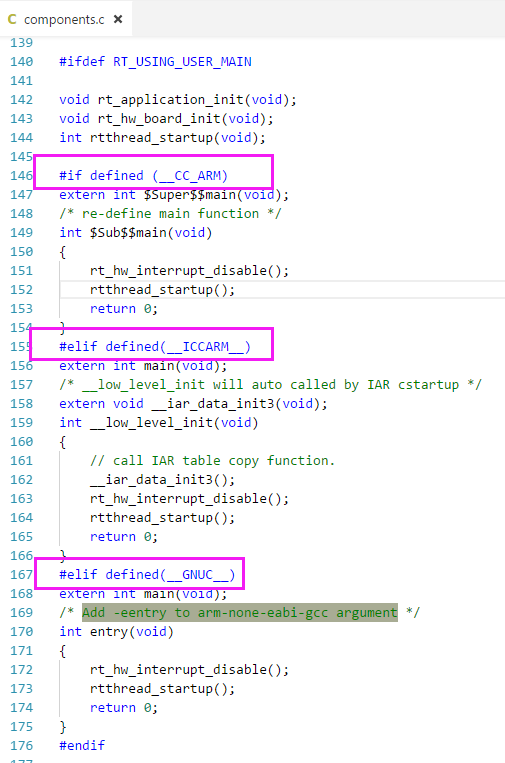 C components.c ×
139
140 #ifdef RT_USING_USER_MAIN
141
142 void rt_application_init(void);
143 void rt_hw_board_init(void);
144 int rtthread_startup(void);
145
146 #if defined (__CC_ARM)
147 extern int $Super$$main(void);
148 /* re-define main function */
149 int $Sub$$main(void)
150 {
151     rt_hw_interrupt_disable();
152     rtthread_startup();
153     return 0;
154 }
155 #elif defined(__ICCARM__)
156 extern int main(void);
157 /* __low_level_init will auto called by IAR cstartup */
158 extern void __iar_data_init3(void);
159 int __low_level_init(void)
160 {
161     // call IAR table copy function.
162     __iar_data_init3();
163     rt_hw_interrupt_disable();
164     rtthread_startup();
165     return 0;
166 }
167 #elif defined(__GNUC__)
168 extern int main(void);
169 /* Add -eentry to arm-none-eabi-gcc argument */
170 int entry(void)
171 {
172     rt_hw_interrupt_disable();
173     rtthread_startup();
174     return 0;
175 }
176 #endif
177